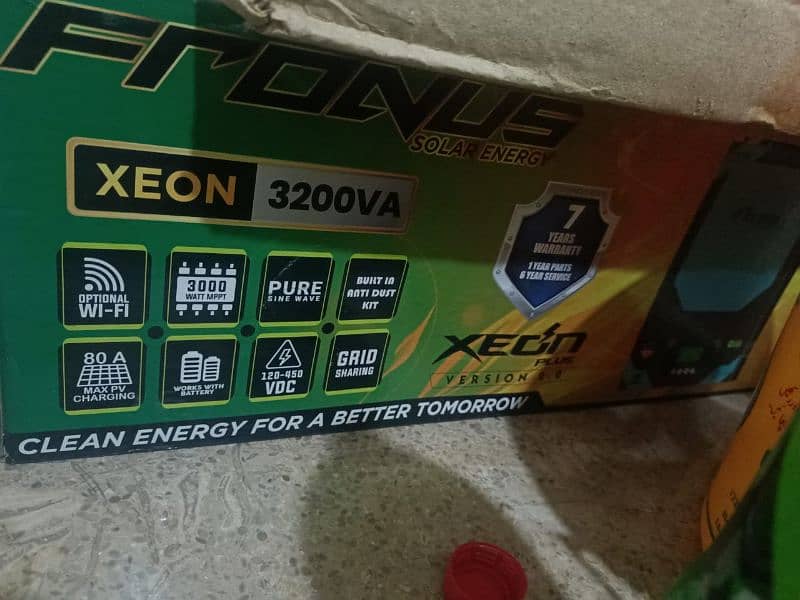 FRONUS
SOLAR ENERGY
XEON 3200VA
7
YEARS
WARRANTY
1 YEAR PARTS
6 YEAR SERVICE
OPTIONAL
WI-FI
3000
WATT MPPT
PURE
SINE WAVE
BUILT IN
ANTI DUST
KIT
80 A
MAX PV
CHARGING
WORKS WITH
BATTERY
120-450
VDC
GRID
SHARING
XEON
PLUS
VERSION
CLEAN ENERGY FOR A BETTER TOMORROW